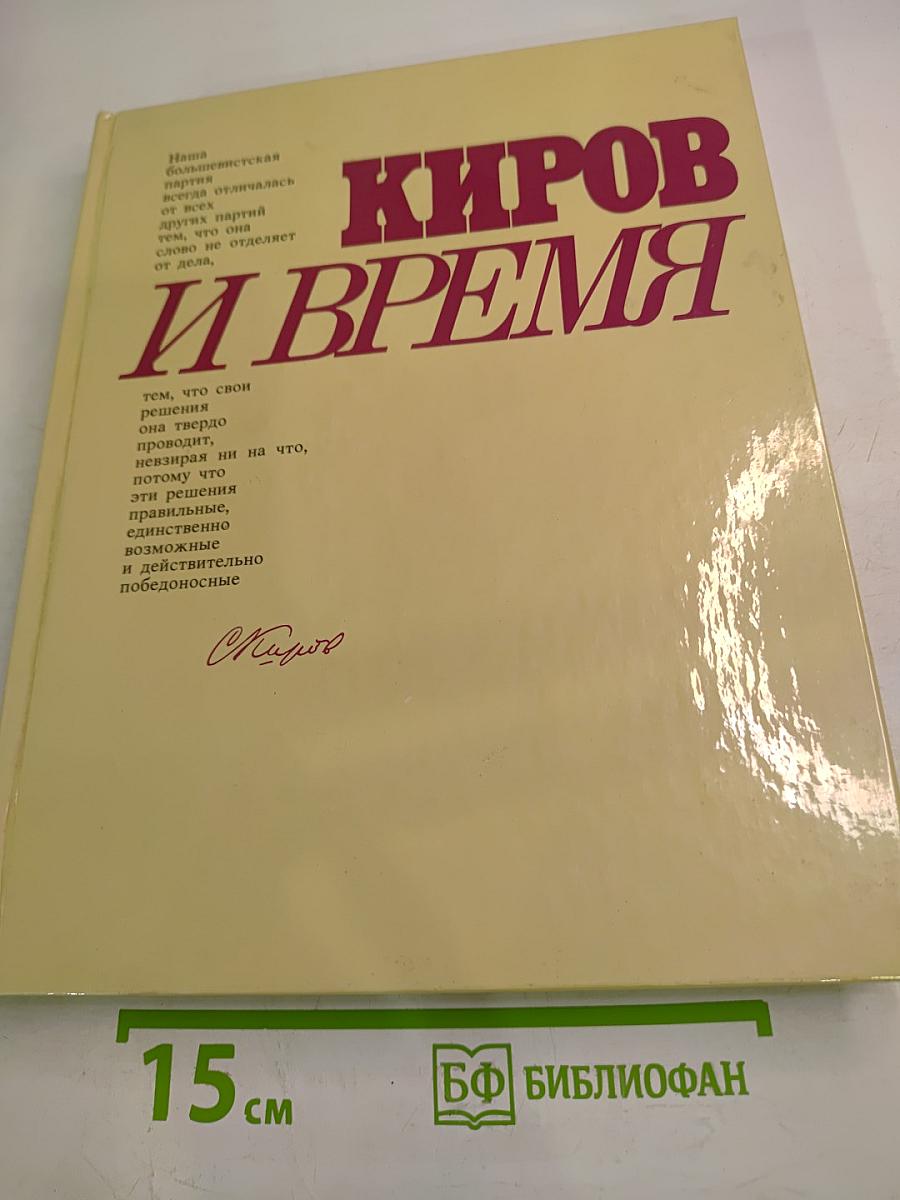 Наша
большевистская
партия
всегда отличалась
от всех
других партий
тем, что она
слово не отделяет
от дела,
КИРОВ
И ВРЕМЯ
тем, что свои
решения
она твердо
проводит,
невзирая ни на что,
потому что
эти решения
правильные,
единственно
возможные
и действительно
победоносные
С Киров
15 см
БФ БИБЛИОФАН